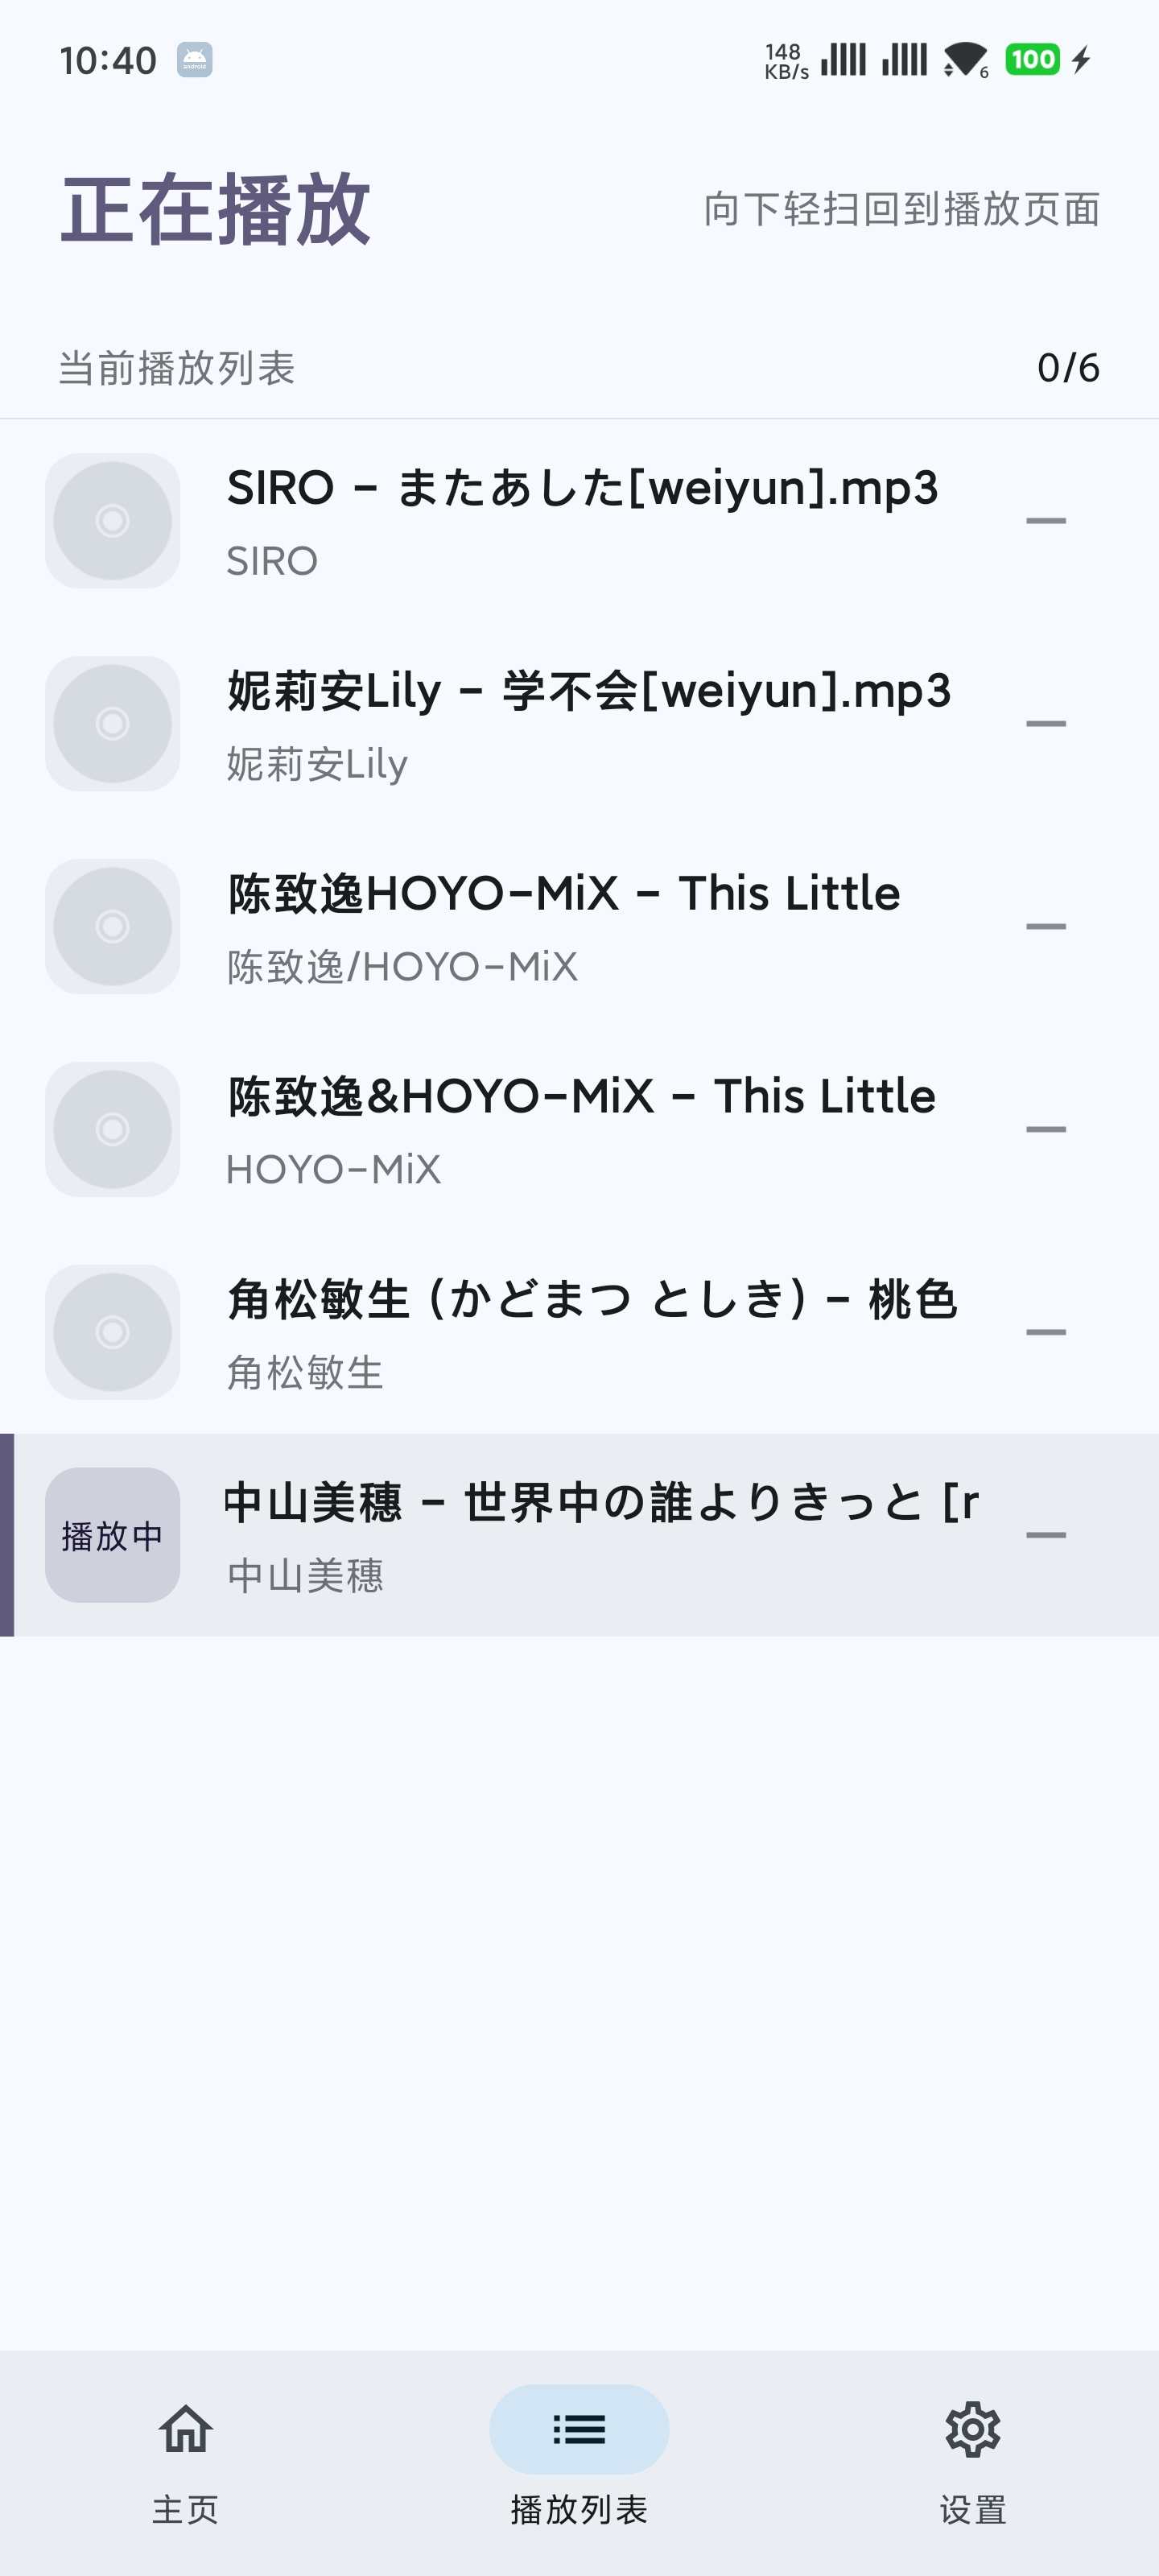 10:40
android
148
KB/s
6
100
正在播放
向下轻扫回到播放页面
当前播放列表
0/6
SIRO - またあした[weiyun].mp3
SIRO
妮莉安Lily - 学不会[weiyun].mp3
妮莉安Lily
陈致逸HOYO-MiX - This Little
陈致逸/HOYO-MiX
陈致逸&HOYO-MiX - This Little
HOYO-MiX
角松敏生 (かどまつ としき) - 桃色
角松敏生
中山美穗 - 世界中の誰よりきっと [r
播放中
中山美穗
主页
播放列表
设置